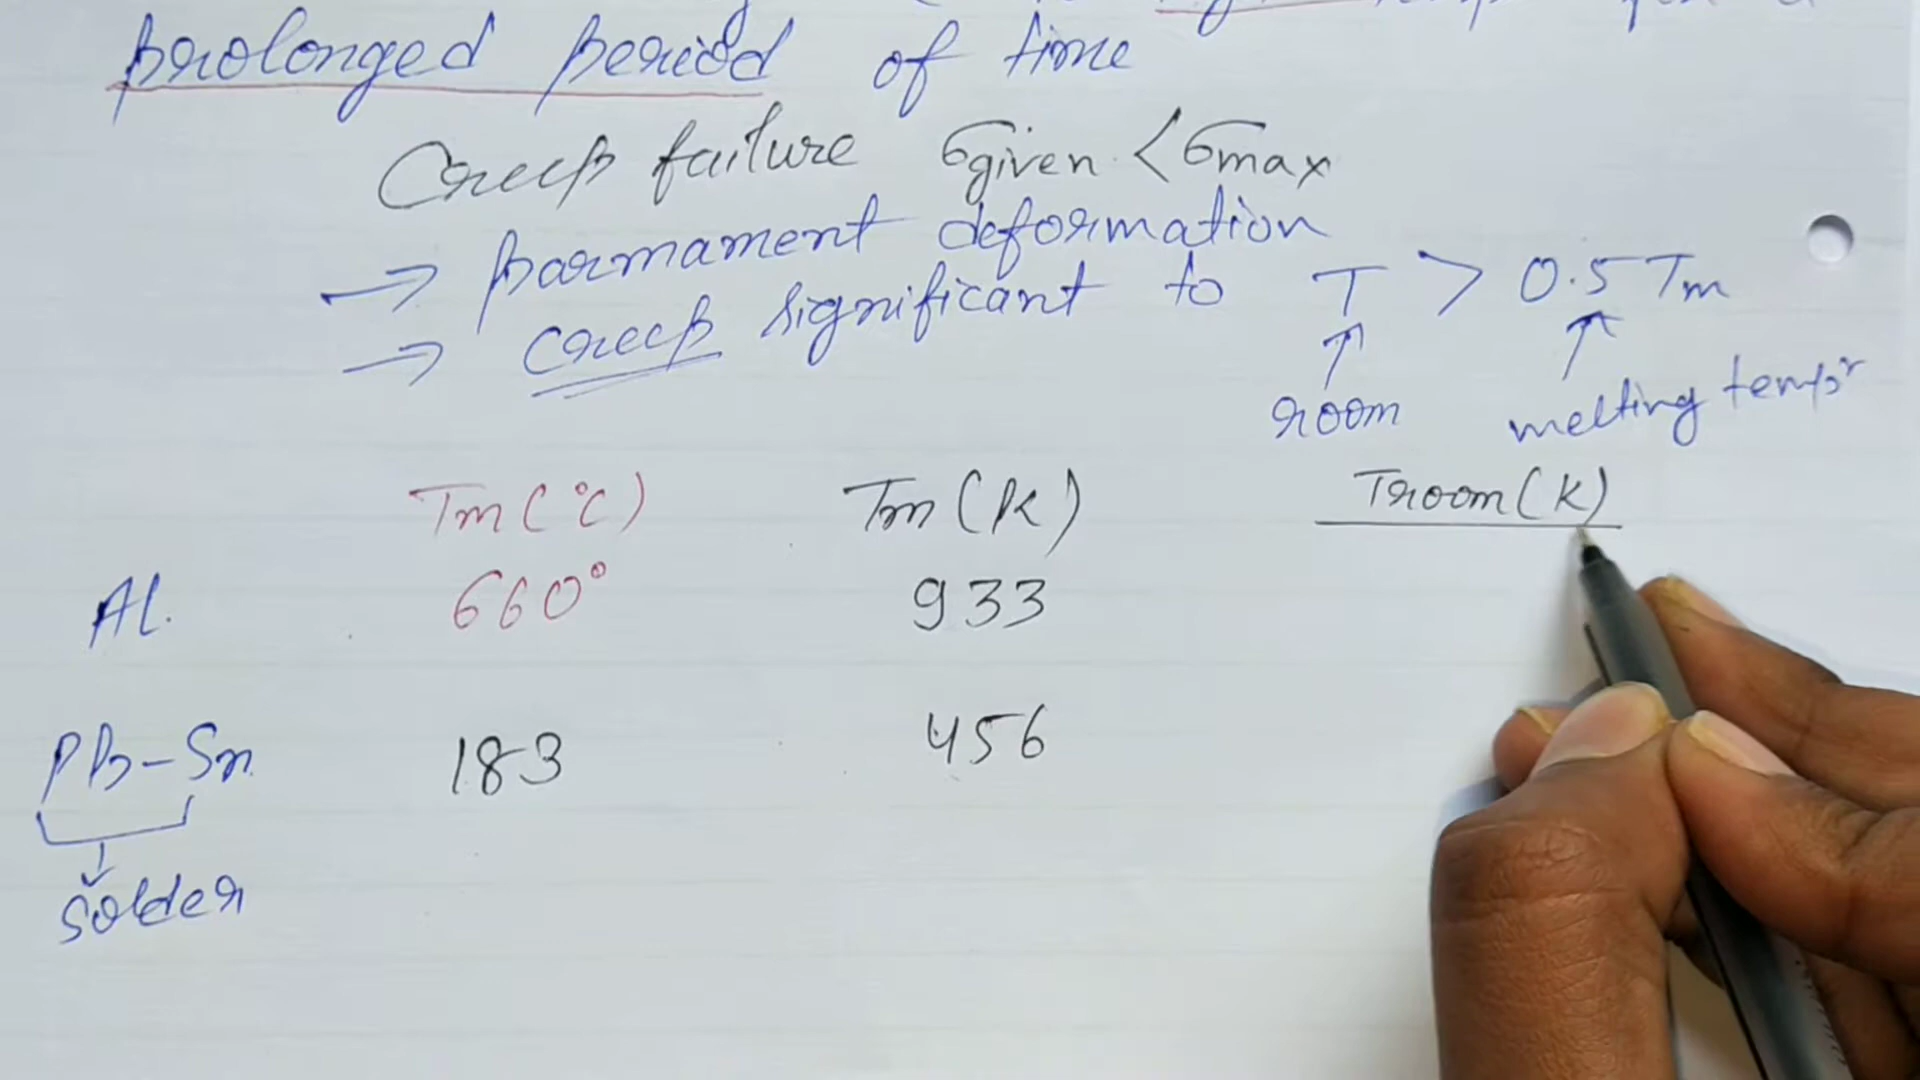 prolonged period of time
Creep failure σgiven < σmax
→ parmament deformation
→ creep significant to T > 0.5 Tm
room
melting tempr
Tm (°C) Tm (K) Troom (K)
Al. 660° 933
PB-Sn 183 456
solder